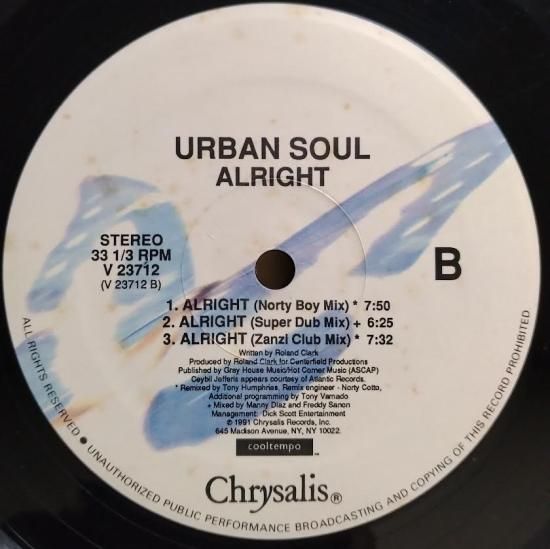 URBAN SOUL
ALRIGHT
STEREO
33 1/3 RPM
V 23712
(V 23712 B)
B
1. ALRIGHT (Norty Boy Mix) * 7:50
2. ALRIGHT (Super Dub Mix) + 6:25
3. ALRIGHT (Zanzi Club Mix) * 7:32
Written by Roland Clark
Produced by Roland Clark for Centerfield Productions
Published by Gray House Music/Hot Corner Music (ASCAP)
Ceybil Jefferis appears courtesy of Atlantic Records.
* Remixed by Tony Humphries, Remix engineer - Norty Cotto,
Additional programming by Tony Varnado
+ Mixed by Manny Diaz and Freddy Sanon
Management: Dick Scott Entertainment
© 1991 Chrysalis Records, Inc.
645 Madison Avenue, NY, NY 10022.
cooltempo ™
Chrysalis®
ALL RIGHTS RESERVED • UNAUTHORIZED PUBLIC PERFORMANCE BROADCASTING AND COPYING OF THIS RECORD PROHIBITED